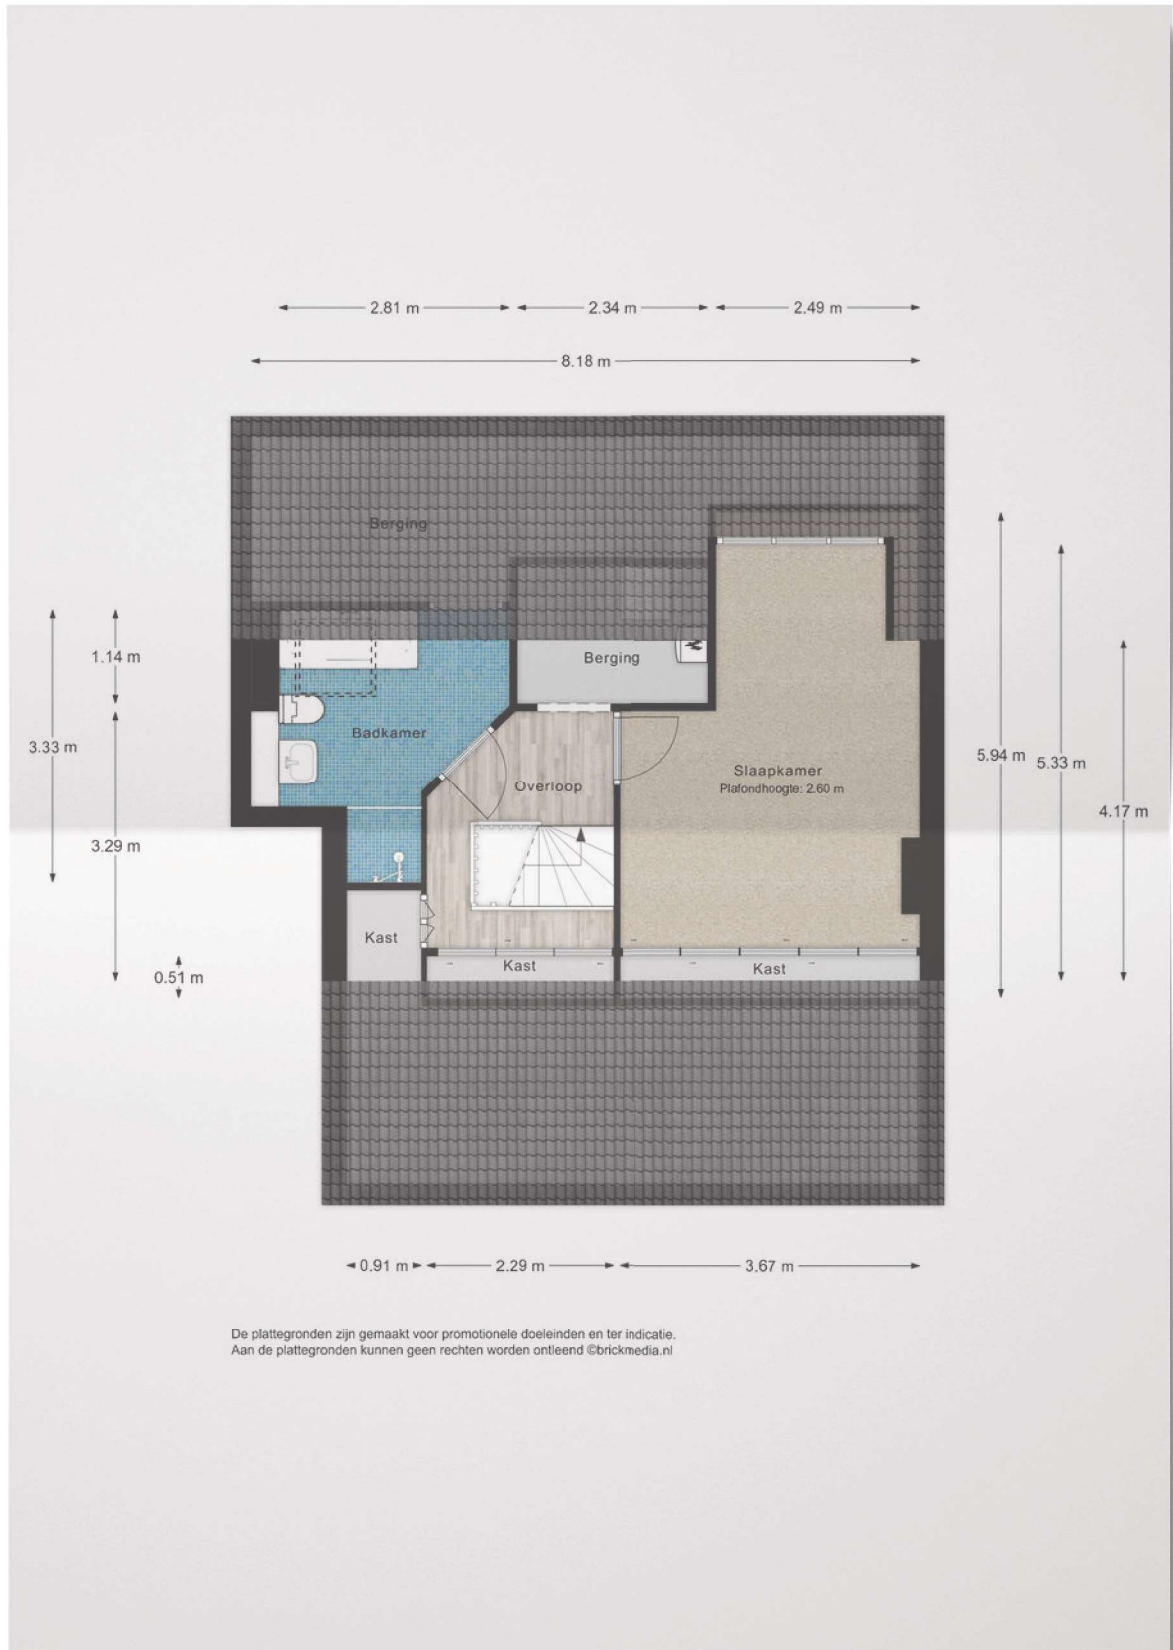 2.81 m
2.34 m
2.49 m
8.18 m
Berging
1.14 m
Berging
Badkamer
3.33 m
Slaapkamer
Plafondhoogte: 2.60 m
5.94 m
5.33 m
Overloop
4.17 m
3.29 m
Kast
Kast
Kast
0.51 m
0.91 m
2.29 m
3.67 m
De plattegronden zijn gemaakt voor promotionele doeleinden en ter indicatie.
Aan de plattegronden kunnen geen rechten worden ontleend ©brickmedia.nl